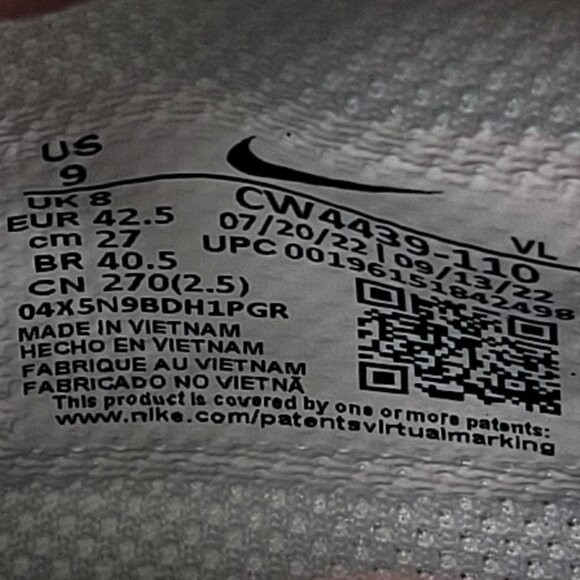 US
9
UK 8
EUR 42.5
cm 27
BR 40.5
CN 270(2.5)
04X5N9BDH1PGR
CW4439-110 VL
07/20/22 | 09/13/22
UPC 00196151842498
MADE IN VIETNAM
HECHO EN VIETNAM
FABRIQUE AU VIETNAM
FABRICADO NO VIETNÃ
This product is covered by one or more patents:
www.nike.com/patentsvirtualmarking